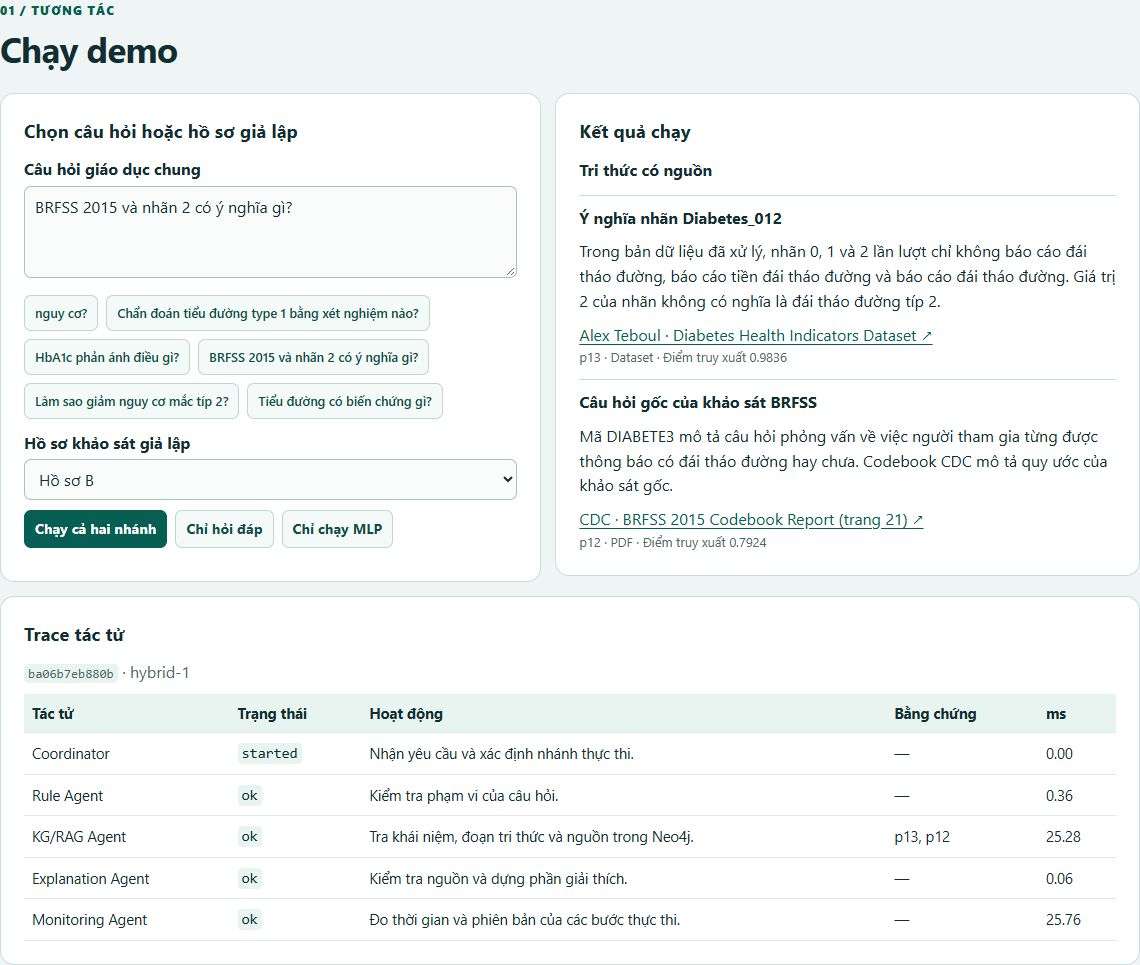 01 / TƯƠNG TÁC
Chạy demo
Chọn câu hỏi hoặc hồ sơ giả lập
Câu hỏi giáo dục chung
BRFSS 2015 và nhãn 2 có ý nghĩa gì?
nguy cơ?
Chẩn đoán tiểu đường type 1 bằng xét nghiệm nào?
HbA1c phản ánh điều gì?
BRFSS 2015 và nhãn 2 có ý nghĩa gì?
Làm sao giảm nguy cơ mắc típ 2?
Tiểu đường có biến chứng gì?
Hồ sơ khảo sát giả lập
Hồ sơ B
Chạy cả hai nhánh
Chỉ hỏi đáp
Chỉ chạy MLP
Kết quả chạy
Tri thức có nguồn
Ý nghĩa nhãn Diabetes_012
Trong bản dữ liệu đã xử lý, nhãn 0, 1 và 2 lần lượt chỉ không báo cáo đái
tháo đường, báo cáo tiền đái tháo đường và báo cáo đái tháo đường. Giá trị
2 của nhãn không có nghĩa là đái tháo đường típ 2.
Alex Teboul · Diabetes Health Indicators Dataset ↗
p13 · Dataset · Điểm truy xuất 0.9836
Câu hỏi gốc của khảo sát BRFSS
Mã DIABETE3 mô tả câu hỏi phỏng vấn về việc người tham gia từng được
thông báo có đái tháo đường hay chưa. Codebook CDC mô tả quy ước của
khảo sát gốc.
CDC · BRFSS 2015 Codebook Report (trang 21) ↗
p12 · PDF · Điểm truy xuất 0.7924
Trace tác tử
ba06b7eb880b · hybrid-1
Tác tử Trạng thái Hoạt động Bằng chứng ms
Coordinator started Nhận yêu cầu và xác định nhánh thực thi. — 0.00
Rule Agent ok Kiểm tra phạm vi của câu hỏi. — 0.36
KG/RAG Agent ok Tra khái niệm, đoạn tri thức và nguồn trong Neo4j. p13, p12 25.28
Explanation Agent ok Kiểm tra nguồn và dựng phần giải thích. — 0.06
Monitoring Agent ok Đo thời gian và phiên bản của các bước thực thi. — 25.76